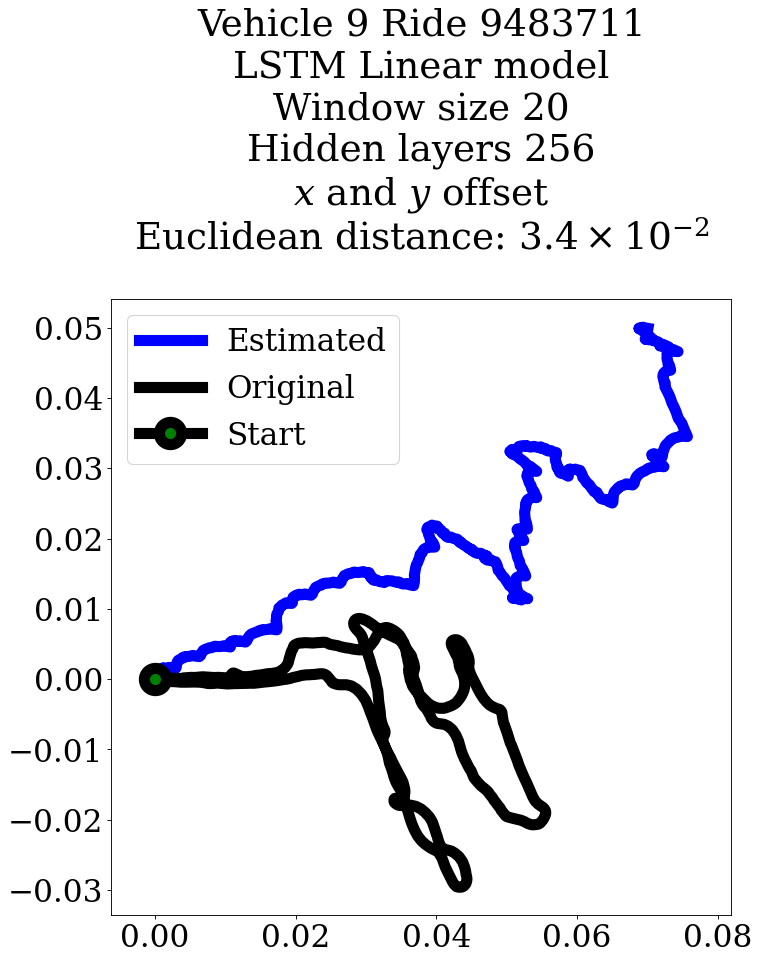 Vehicle 9 Ride 9483711
LSTM Linear model
Window size 20
Hidden layers 256
x and y offset
Euclidean distance: 3.4 × 10⁻²
Estimated
Original
Start
0.05
0.04
0.03
0.02
0.01
0.00
−0.01
−0.02
−0.03
0.00 0.02 0.04 0.06 0.08